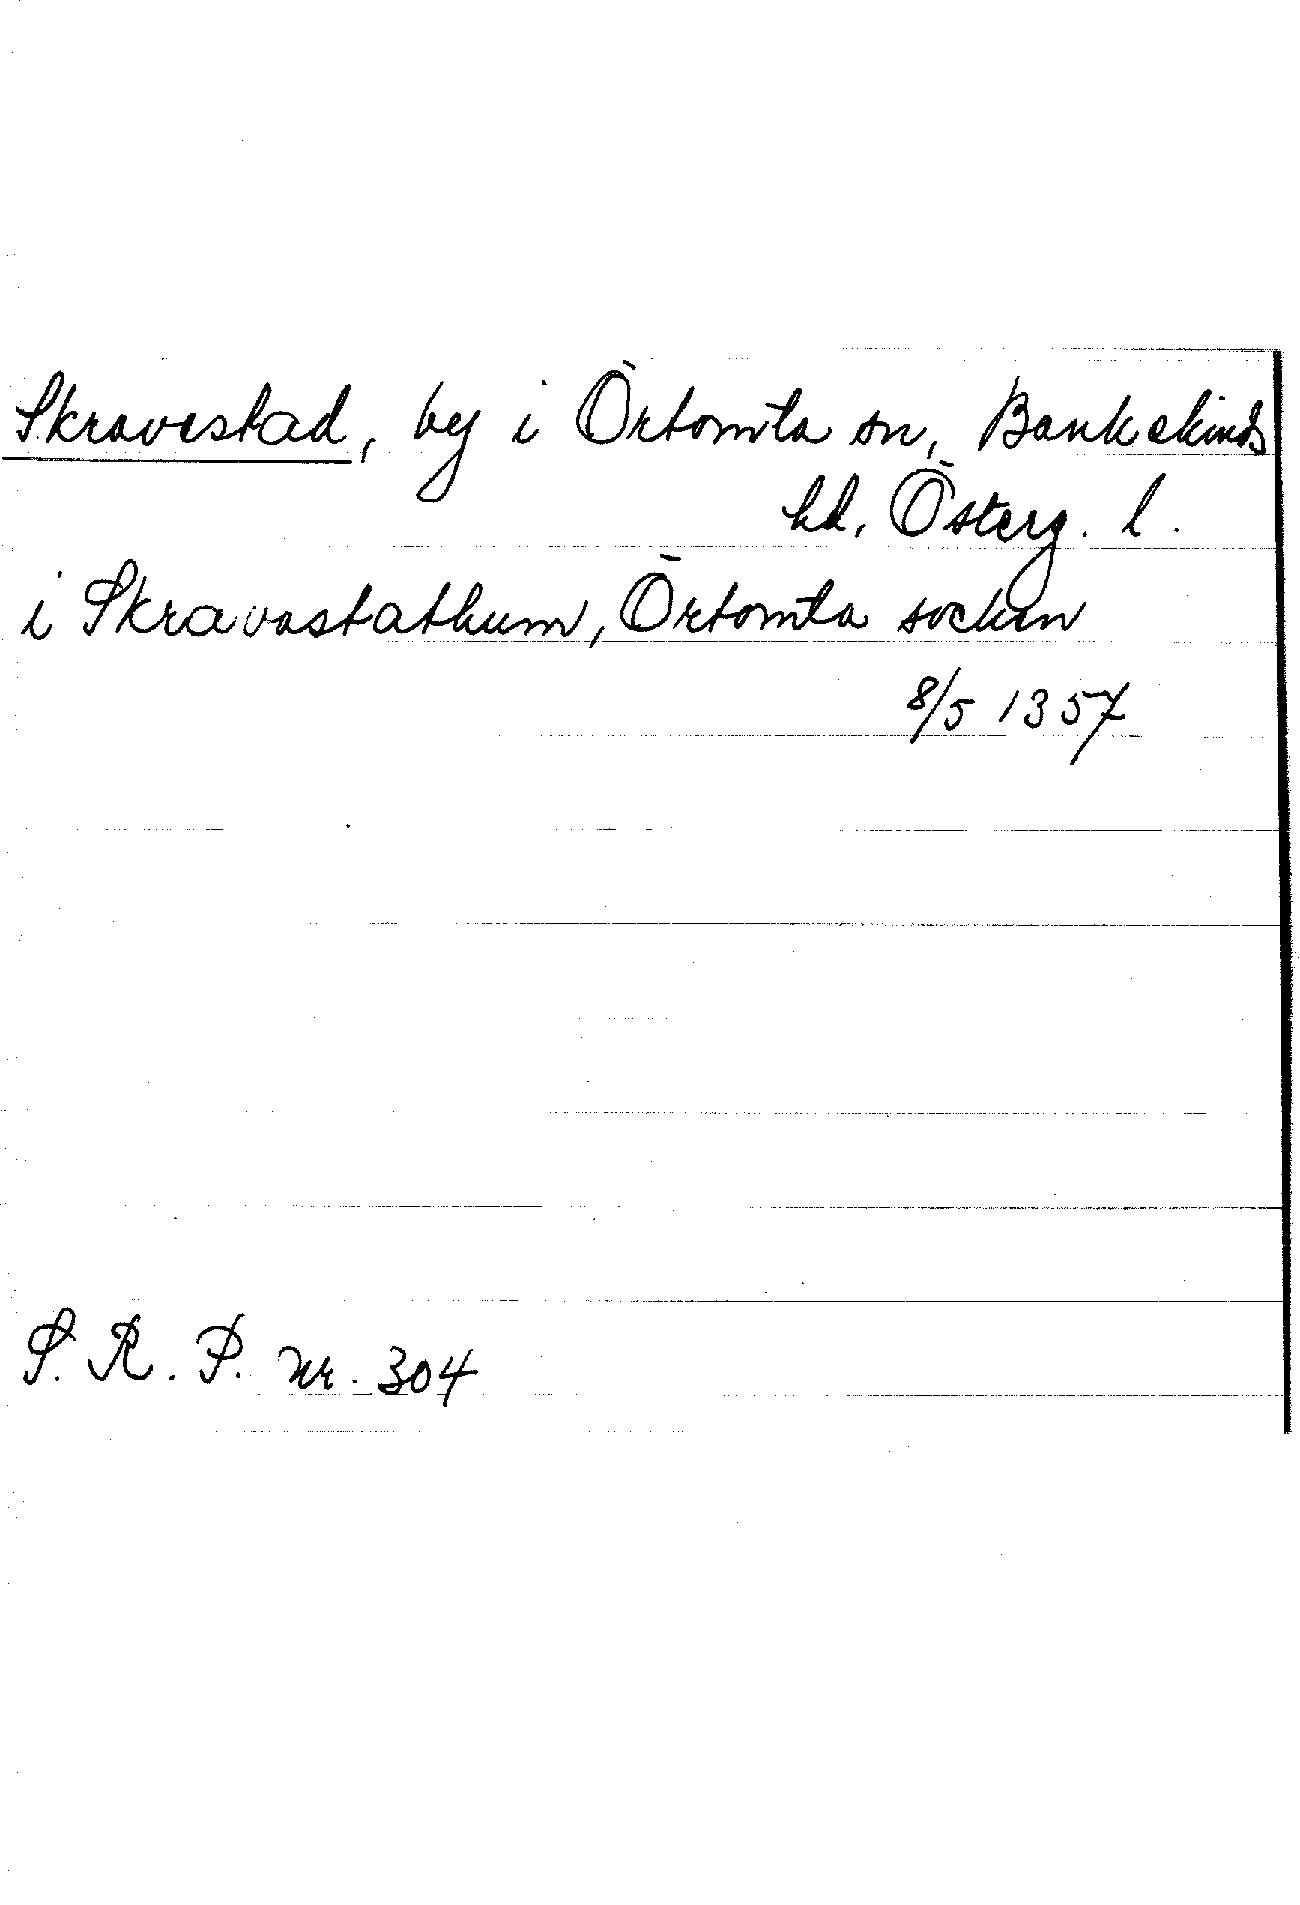 Skravestad, by i Örtomta sn, Bankekinds
hd, Österg. l.
i Skravastathum, Örtomta socken
8/5 1357
S. R. P. nr. 304